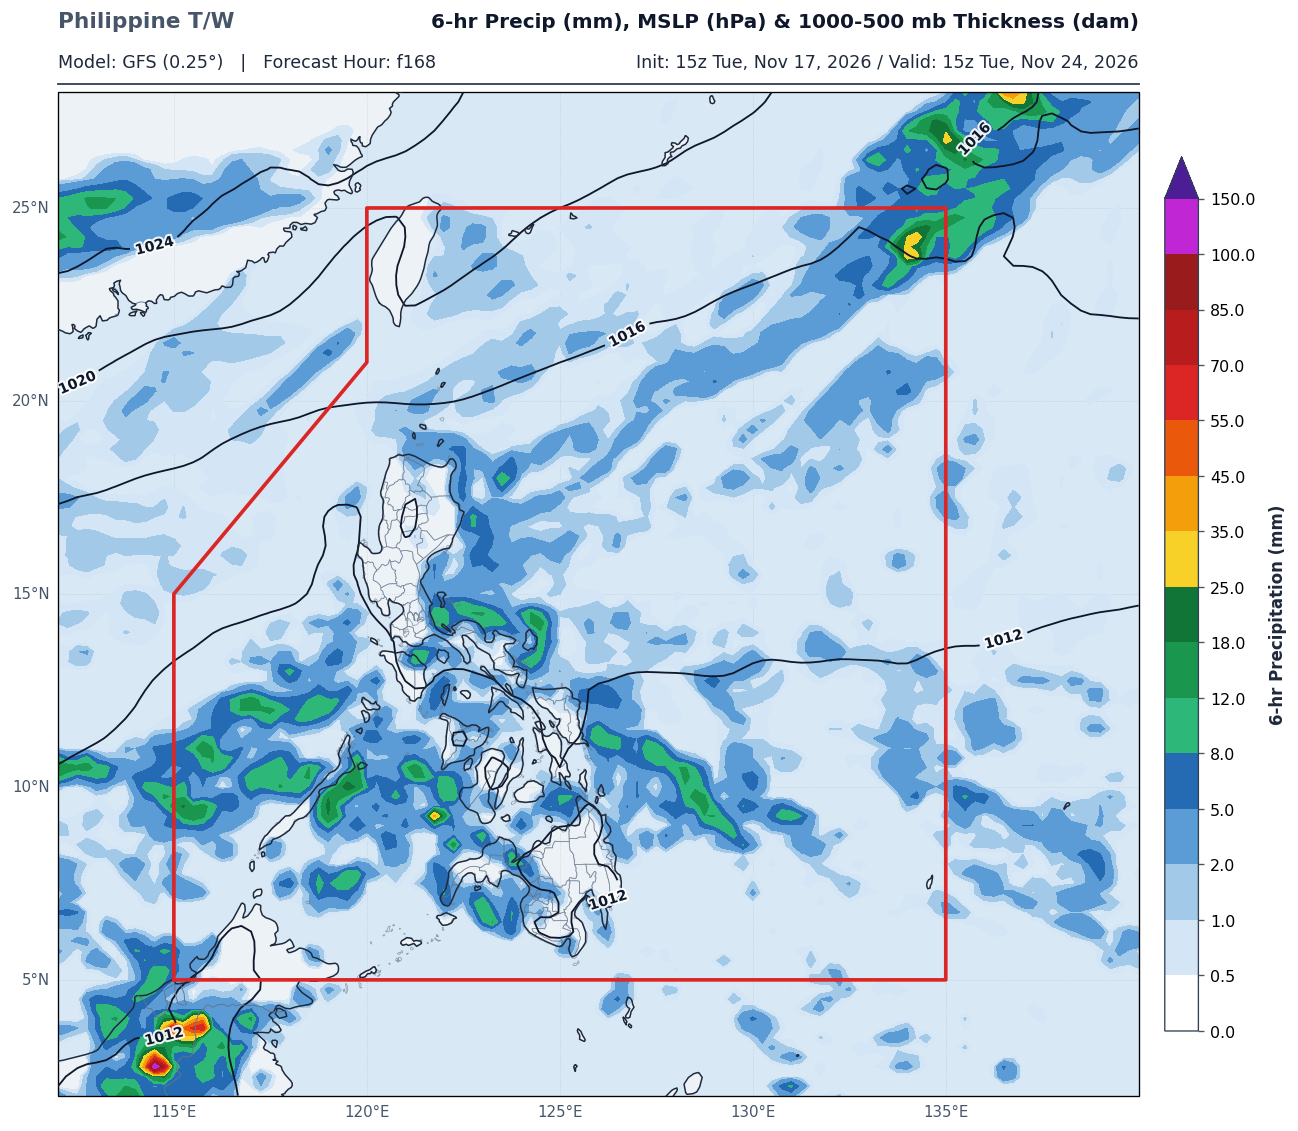 Philippine T/W
6-hr Precip (mm), MSLP (hPa) & 1000-500 mb Thickness (dam)
Model: GFS (0.25°) | Forecast Hour: f168
Init: 15z Tue, Nov 17, 2026 / Valid: 15z Tue, Nov 24, 2026
1016
1024
1016
1020
1012
1012
1012
25°N
20°N
15°N
10°N
5°N
115°E
120°E
125°E
130°E
135°E
150.0
100.0
85.0
70.0
55.0
45.0
35.0
25.0
18.0
12.0
8.0
5.0
2.0
1.0
0.5
0.0
6-hr Precipitation (mm)